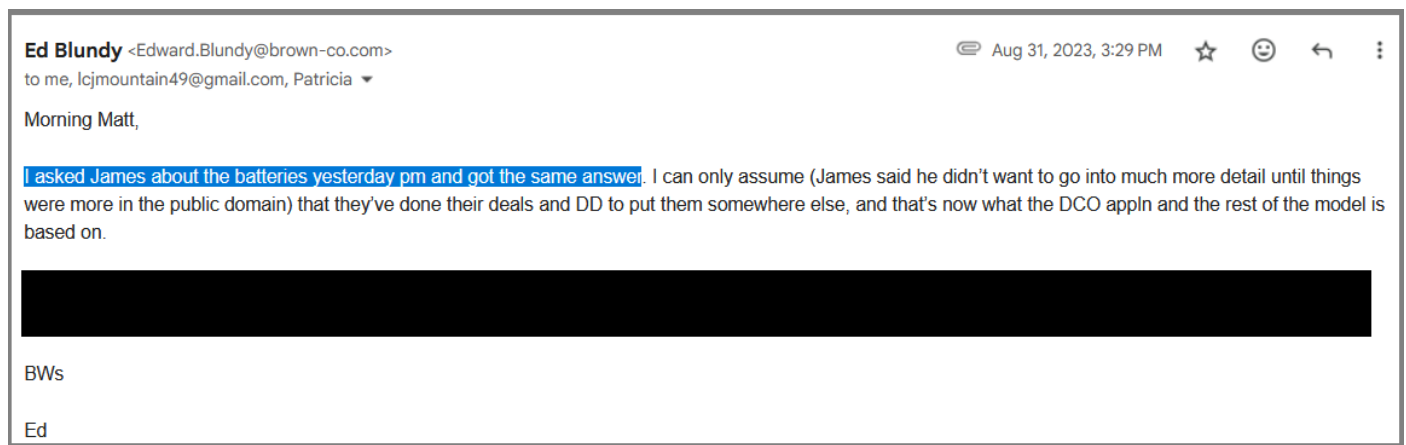 Ed Blundy <Edward.Blundy@brown-co.com>
Aug 31, 2023, 3:29 PM
to me, lcjmountain49@gmail.com, Patricia
Morning Matt,
I asked James about the batteries yesterday pm and got the same answer. I can only assume (James said he didn’t want to go into much more detail until things
were more in the public domain) that they’ve done their deals and DD to put them somewhere else, and that’s now what the DCO appln and the rest of the model is
based on.
BWs
Ed